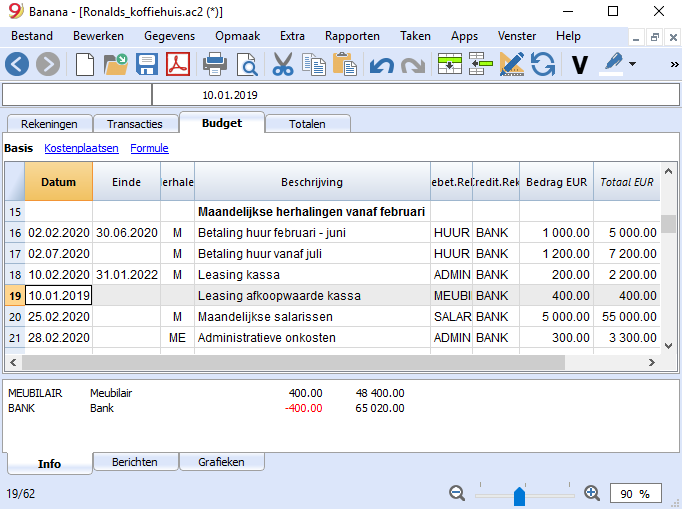 Banana - [Ronalds_koffiehuis.ac2 (*)]
Bestand Bewerken Gegevens Opmaak Extra Rapporten Taken Apps Venster Help
V »
10.01.2019
Rekeningen Transacties Budget Totalen
Basis Kostenplaatsen Formule
Datum Einde erhale Beschrijving ebet.Rel Credit.Rek Bedrag EUR Totaal EUR
15 Maandelijkse herhalingen vanaf februari
16 02.02.2020 30.06.2020 M Betaling huur februari - juni HUUR BANK 1 000.00 5 000.00
17 02.07.2020 M Betaling huur vanaf juli HUUR BANK 1 200.00 7 200.00
18 10.02.2020 31.01.2022 M Leasing kassa ADMIN BANK 200.00 2 200.00
19 10.01.2019 Leasing afkoopwaarde kassa MEUBI BANK 400.00 400.00
20 25.02.2020 M Maandelijkse salarissen SALAR BANK 5 000.00 55 000.00
21 28.02.2020 ME Administratieve onkosten ADMIN BANK 300.00 3 300.00
MEUBILAIR Meubilair 400.00 48 400.00
BANK Bank -400.00 65 020.00
Info Berichten Grafieken
19/62 90 %